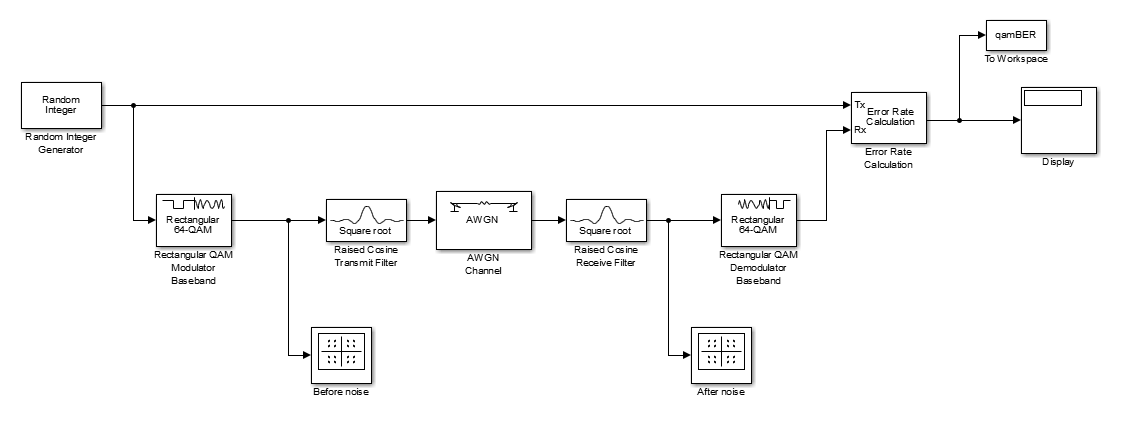 qamBER
To Workspace
Random
Integer
Random Integer
Generator
Tx
Rx
Error Rate
Calculation
Error Rate
Calculation
Display
Rectangular
64-QAM
Rectangular QAM
Modulator
Baseband
Square root
Raised Cosine
Transmit Filter
AWGN
AWGN
Channel
Square root
Raised Cosine
Receive Filter
Rectangular
64-QAM
Rectangular QAM
Demodulator
Baseband
Before noise
After noise